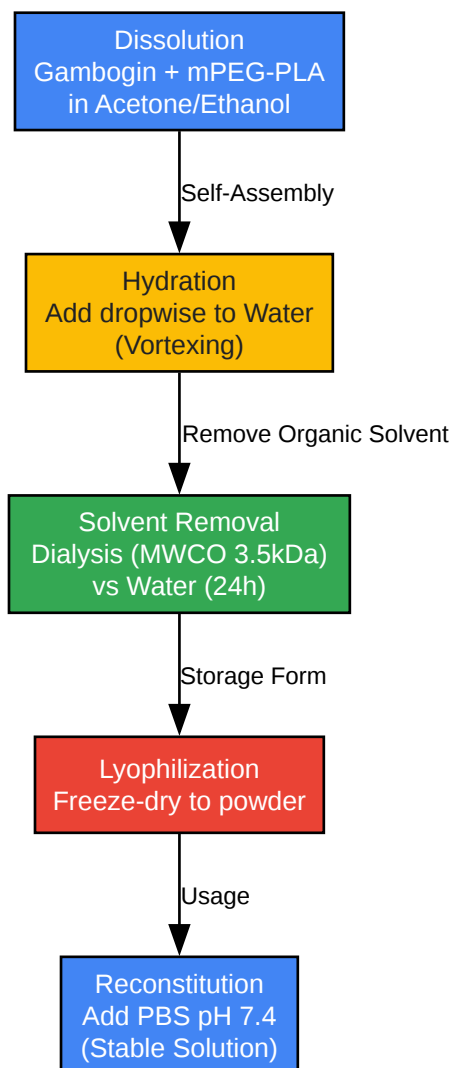 Dissolution
Gambogin + mPEG-PLA
in Acetone/Ethanol
Self-Assembly
Hydration
Add dropwise to Water
(Vortexing)
Remove Organic Solvent
Solvent Removal
Dialysis (MWCO 3.5kDa)
vs Water (24h)
Storage Form
Lyophilization
Freeze-dry to powder
Usage
Reconstitution
Add PBS pH 7.4
(Stable Solution)